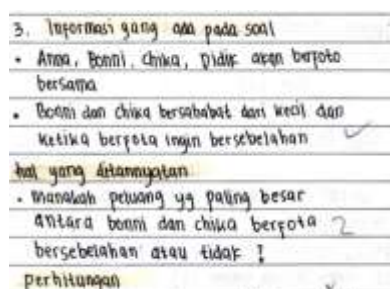 3. Informasi yang ada pada soal
• Anna, Bonni, Chika, Didik akan berfoto
bersama
• Bonni dan Chika bersahabat dari kecil dan
ketika berfoto ingin bersebelahan
hal yang ditannyatan
• manakah peluang yg paling besar
antara bonni dan chika berfota
bersebelahan atau tidak ?
perhitungan